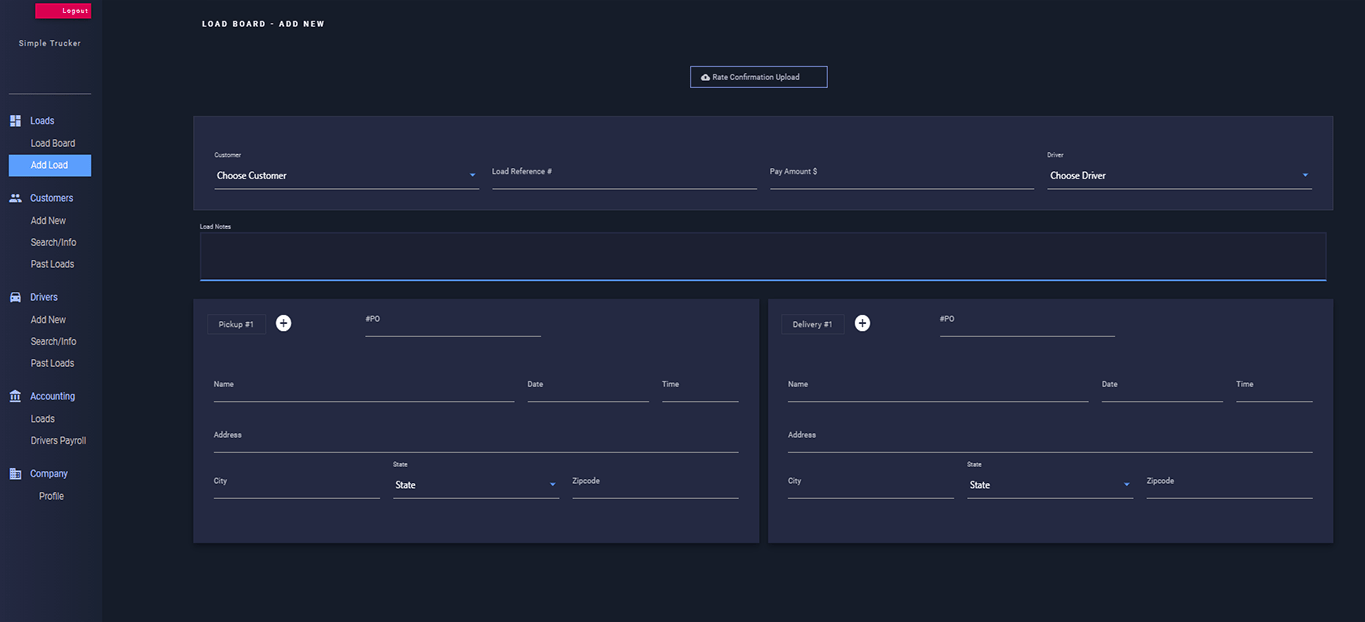 Logout
Simple Trucker
Loads
Load Board
Add Load
Customers
Add New
Search/Info
Past Loads
Drivers
Add New
Search/Info
Past Loads
Accounting
Loads
Drivers Payroll
Company
Profile
LOAD BOARD - ADD NEW
Rate Confirmation Upload
Customer
Choose Customer
Load Reference #
Pay Amount $
Driver
Choose Driver
Load Notes
Pickup #1
#PO
Name
Date
Time
Address
City
State
State
Zipcode
Delivery #1
#PO
Name
Date
Time
Address
City
State
State
Zipcode